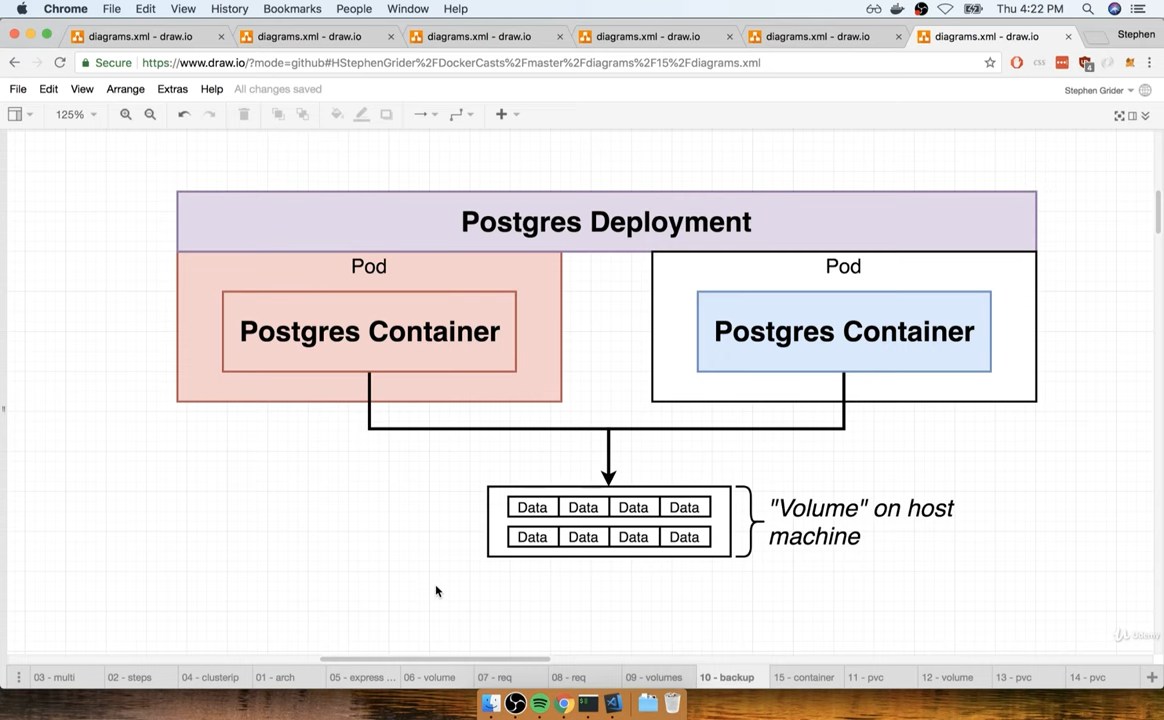 Chrome File Edit View History Bookmarks People Window Help Thu 4:22 PM
diagrams.xml - draw.io diagrams.xml - draw.io diagrams.xml - draw.io diagrams.xml - draw.io diagrams.xml - draw.io diagrams.xml - draw.io Stephen
Secure https://www.draw.io/?mode=github#HStephenGrider%2FDockerCasts%2Fmaster%2Fdiagrams%2F15%2Fdiagrams.xml CSS 4
File Edit View Arrange Extras Help All changes saved Stephen Grider
125%
Postgres Deployment
Pod Pod
Postgres Container Postgres Container
Data Data Data Data
Data Data Data Data
"Volume" on host
machine
Udemy
03 - multi 02 - steps 04 - clusterip 01 - arch 05 - express ... 06 - volume 07 - req 08 - req 09 - volumes 10 - backup 15 - container 11 - pvc 12 - volume 13 - pvc 14 - pvc